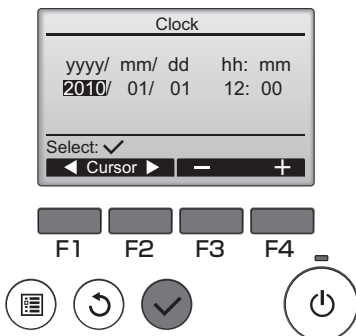 Clock
yyyy/ mm/ dd hh: mm
2010/ 01/ 01 12: 00
Select: ✓
◀ Cursor ▶ − +
F1 F2 F3 F4